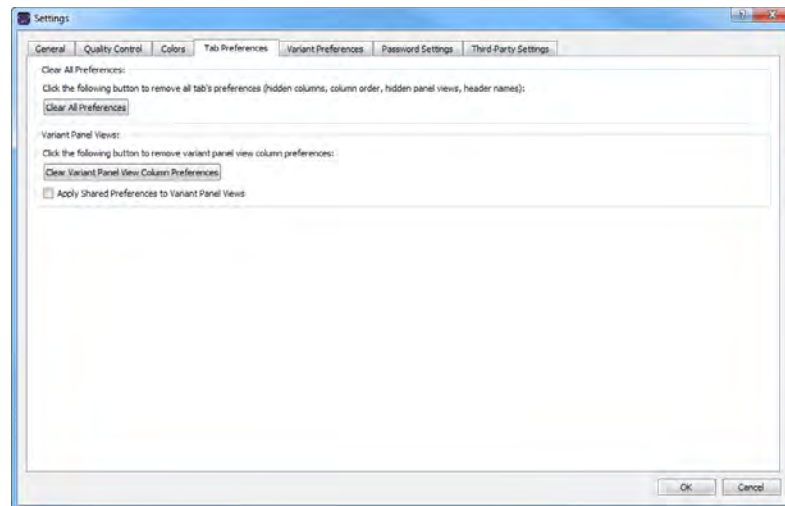 Settings
General Quality Control Colors Tab Preferences Variant Preferences Password Settings Third-Party Settings
Clear All Preferences:
Click the following button to remove all tab's preferences (hidden columns, column order, hidden panel views, header names):
Clear All Preferences
Variant Panel Views:
Click the following button to remove variant panel view column preferences:
Clear Variant Panel View Column Preferences
Apply Shared Preferences to Variant Panel Views
OK Cancel